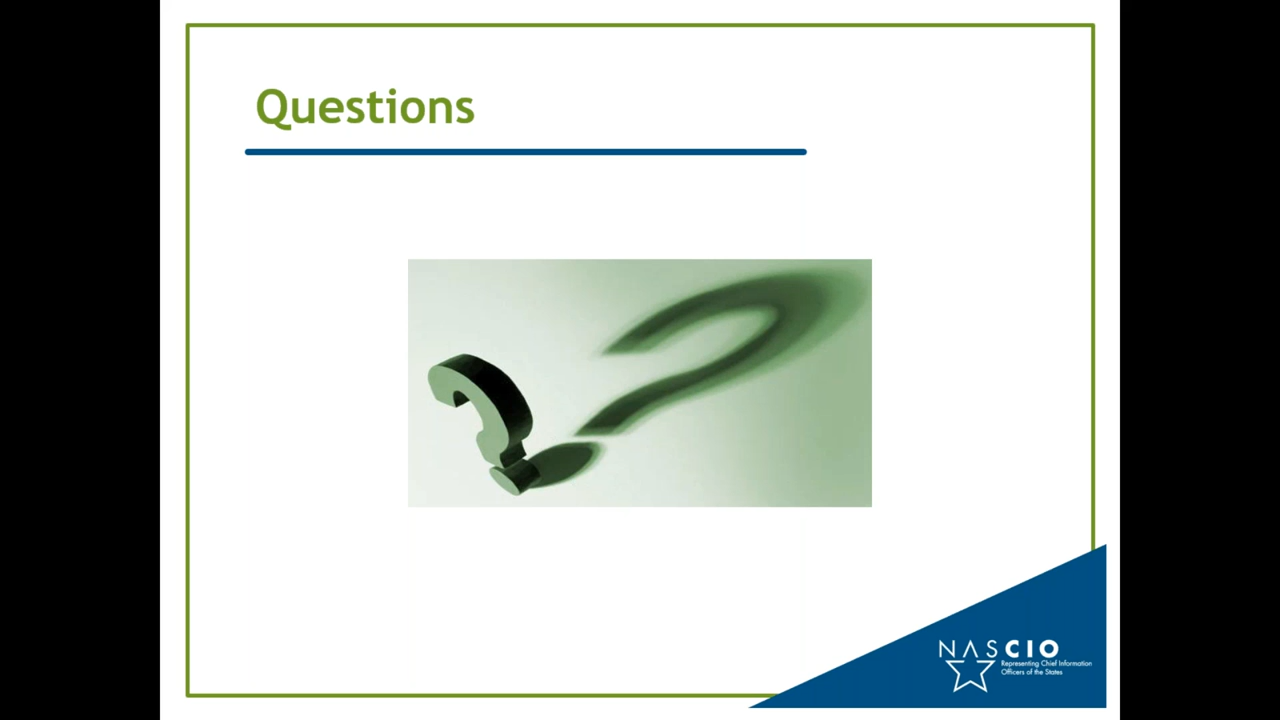 Questions
NASCIO
Representing Chief Information
Officers of the States